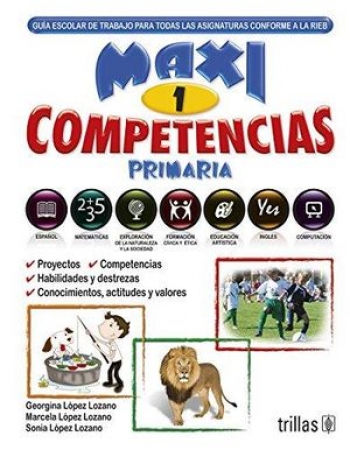 GUÍA ESCOLAR DE TRABAJO PARA TODAS LAS ASIGNATURAS CONFORME A LA RIEB
MAXI
1
COMPETENCIAS
PRIMARIA
2+5
3
Yes
ESPAÑOL
MATEMÁTICAS
EXPLORACIÓN DE LA NATURALEZA Y LA SOCIEDAD
FORMACIÓN CÍVICA Y ÉTICA
EDUCACIÓN ARTÍSTICA
INGLÉS
COMPUTACIÓN
✓ Proyectos ✓ Competencias
✓ Habilidades y destrezas
✓ Conocimientos, actitudes y valores
Georgina López Lozano
Marcela López Lozano
Sonia López Lozano
trillas